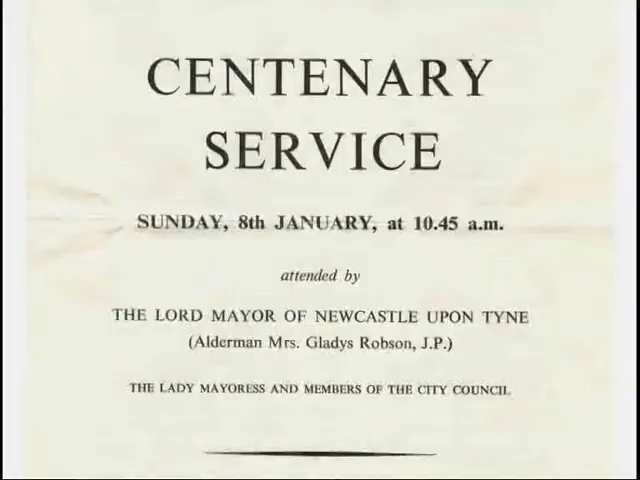 CENTENARY
SERVICE
SUNDAY, 8th JANUARY, at 10.45 a.m.
attended by
THE LORD MAYOR OF NEWCASTLE UPON TYNE
(Alderman Mrs. Gladys Robson, J.P.)
THE LADY MAYORESS AND MEMBERS OF THE CITY COUNCIL